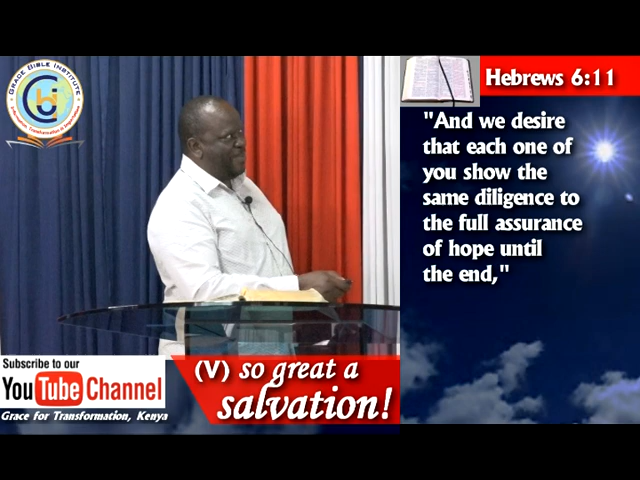 GRACE BIBLE INSTITUTE
Hebrews 6:11
"And we desire
that each one of
you show the
same diligence to
the full assurance
of hope until
the end,"
Subscribe to our
YouTube Channel
Grace for Transformation, Kenya
(V) so great a
salvation!